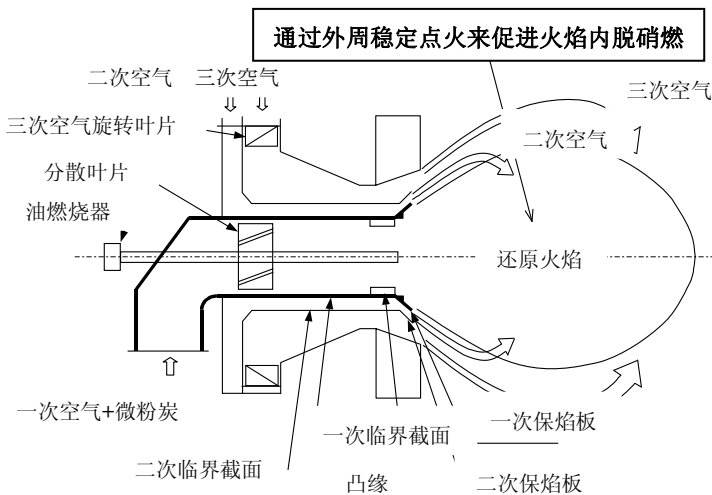 通过外周稳定点火来促进火焰内脱硝燃
二次空气
三次空气
三次空气
三次空气旋转叶片
二次空气
分散叶片
油燃烧器
还原火焰
一次空气+微粉炭
一次临界截面
一次保焰板
二次临界截面
凸缘
二次保焰板